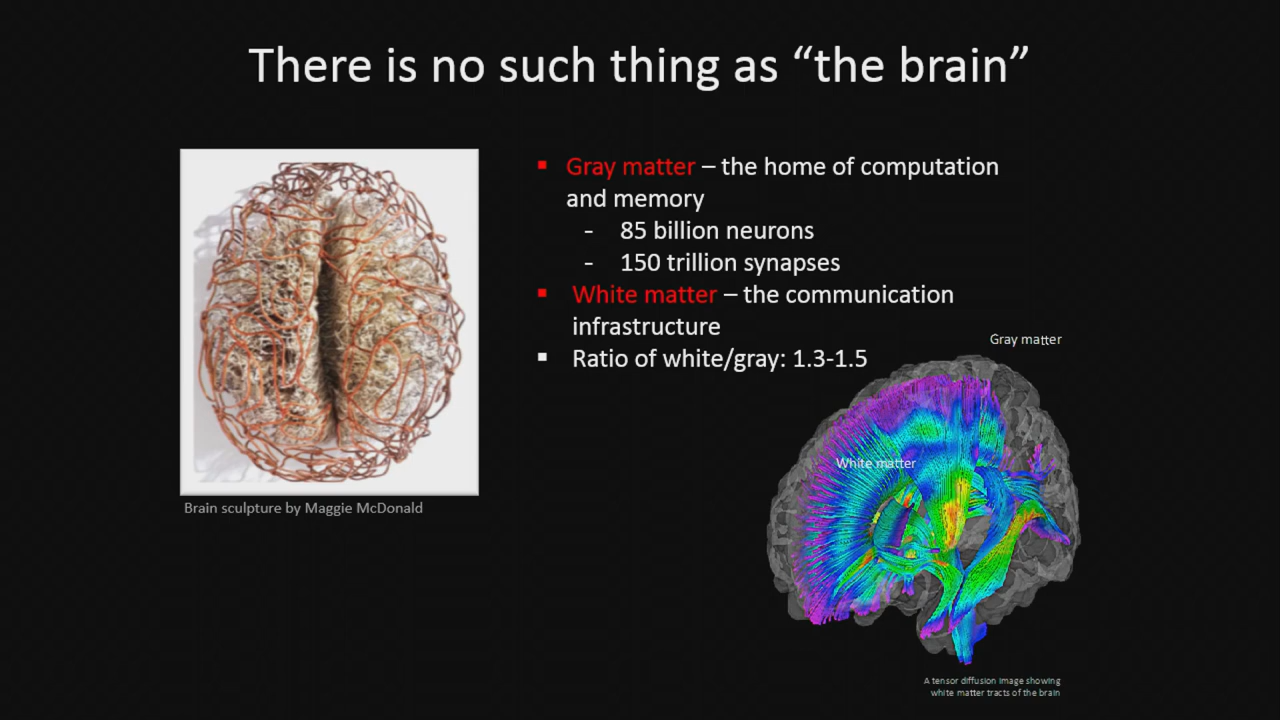 There is no such thing as “the brain”
▪ Gray matter – the home of computation
and memory
- 85 billion neurons
- 150 trillion synapses
▪ White matter – the communication
infrastructure
▪ Ratio of white/gray: 1.3-1.5
Gray matter
White matter
Brain sculpture by Maggie McDonald
A tensor diffusion image showing
white matter tracts of the brain